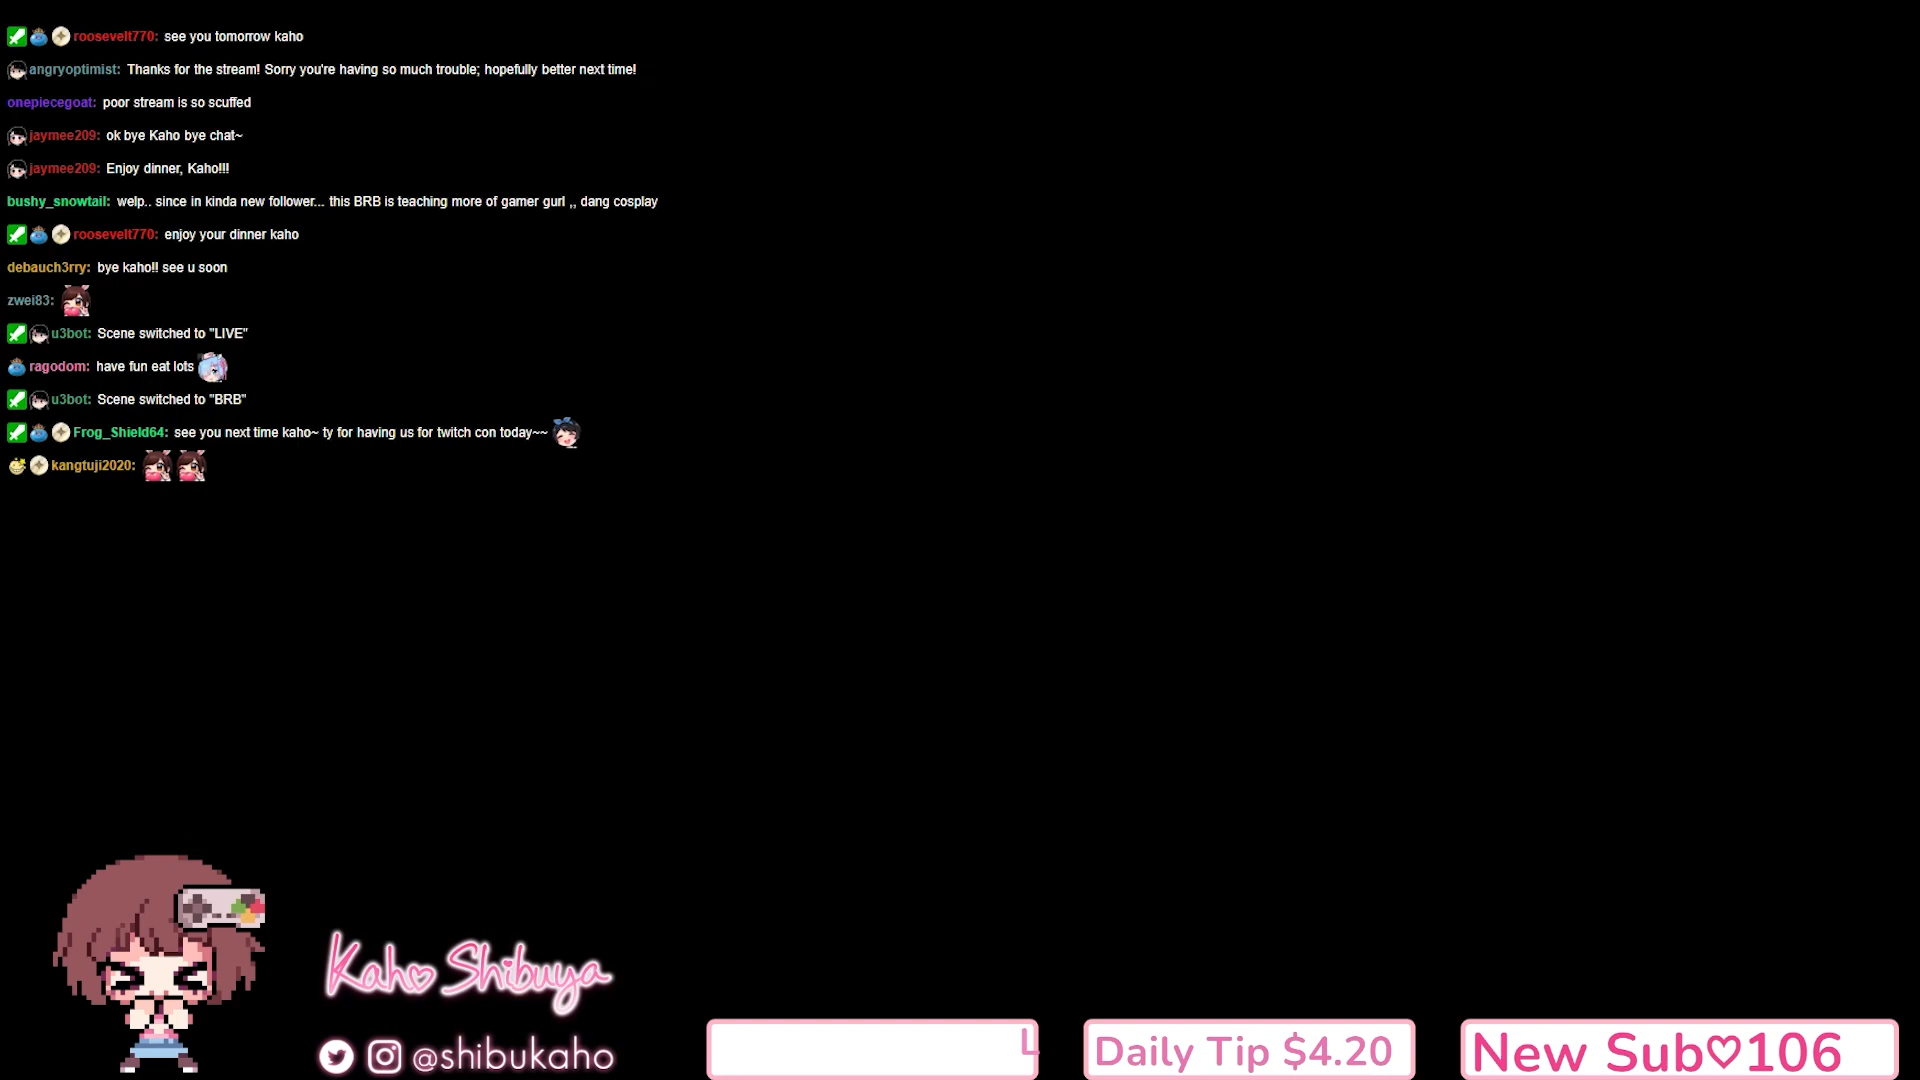 roosevelt770: see you tomorrow kaho
angryoptimist: Thanks for the stream! Sorry you're having so much trouble; hopefully better next time!
onepiecegoat: poor stream is so scuffed
jaymee209: ok bye Kaho bye chat~
jaymee209: Enjoy dinner, Kaho!!!
bushy_snowtail: welp.. since in kinda new follower... this BRB is teaching more of gamer gurl ,, dang cosplay
roosevelt770: enjoy your dinner kaho
debauch3rry: bye kaho!! see u soon
zwei83:
u3bot: Scene switched to "LIVE"
ragodom: have fun eat lots
u3bot: Scene switched to "BRB"
Frog_Shield64: see you next time kaho~ ty for having us for twitch con today~~
kangtuji2020:
Kaho Shibuya
@shibukaho
L
Daily Tip $4.20
New Sub♡106